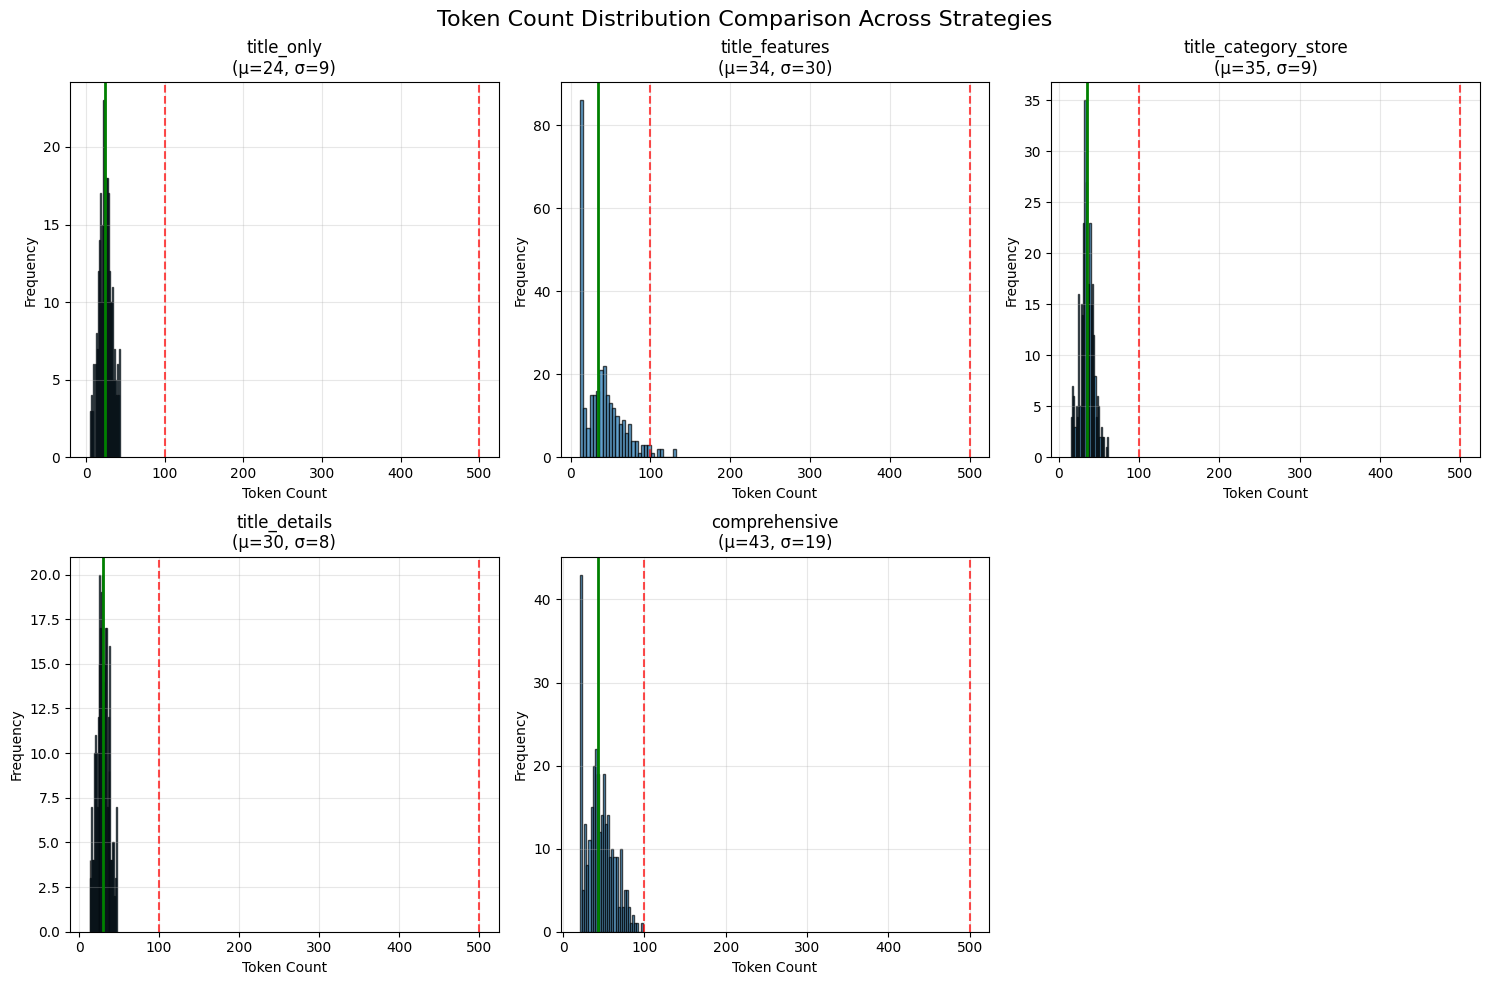 Token Count Distribution Comparison Across Strategies
title_only
(μ=24, σ=9)
Frequency
20
15
10
5
0
0 100 200 300 400 500
Token Count
title_features
(μ=34, σ=30)
Frequency
80
60
40
20
0
0 100 200 300 400 500
Token Count
title_category_store
(μ=35, σ=9)
Frequency
35
30
25
20
15
10
5
0
0 100 200 300 400 500
Token Count
title_details
(μ=30, σ=8)
Frequency
20.0
17.5
15.0
12.5
10.0
7.5
5.0
2.5
0.0
0 100 200 300 400 500
Token Count
comprehensive
(μ=43, σ=19)
Frequency
40
30
20
10
0
0 100 200 300 400 500
Token Count